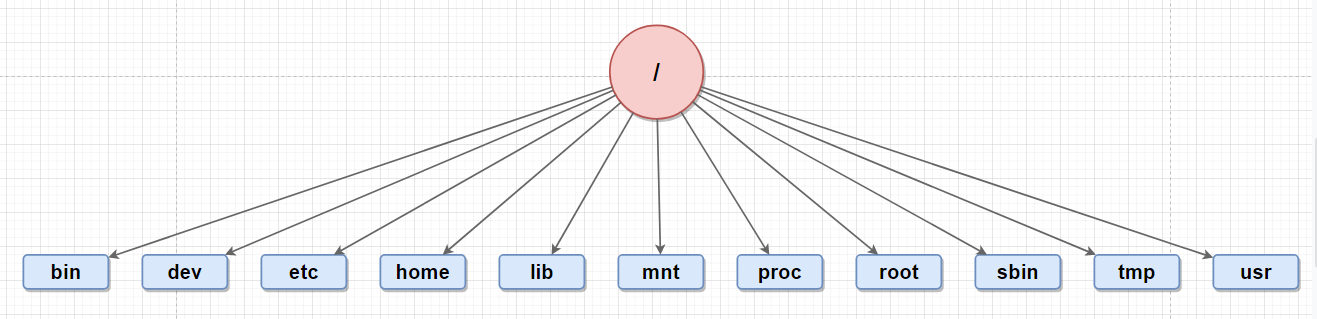 /
bin dev etc home lib mnt proc root sbin tmp usr